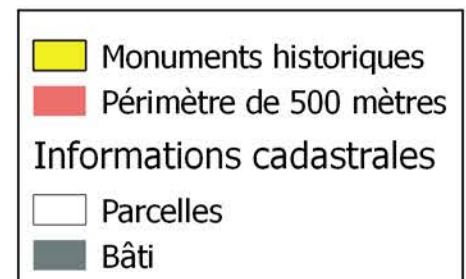 Monuments historiques
Périmètre de 500 mètres
Informations cadastrales
Parcelles
Bâti